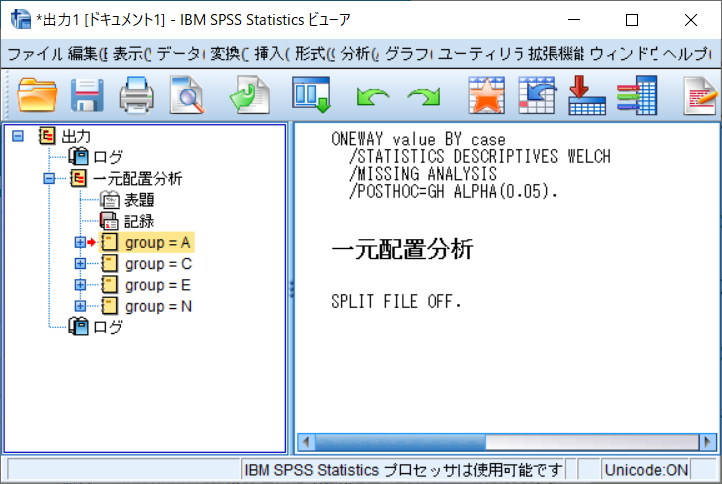 *出力1 [ドキュメント1] - IBM SPSS Statistics ビューア
ファイル 編集(E 表示(V データ( 変換(T 挿入(I 形式(O 分析(A グラフ( ユーティリラ 拡張機能 ウィンドウ ヘルプ(
出力
ログ
一元配置分析
表題
記録
group = A
group = C
group = E
group = N
ログ
ONEWAY value BY case
/STATISTICS DESCRIPTIVES WELCH
/MISSING ANALYSIS
/POSTHOC=GH ALPHA(0.05).
一元配置分析
SPLIT FILE OFF.
IBM SPSS Statistics プロセッサは使用可能です
Unicode:ON